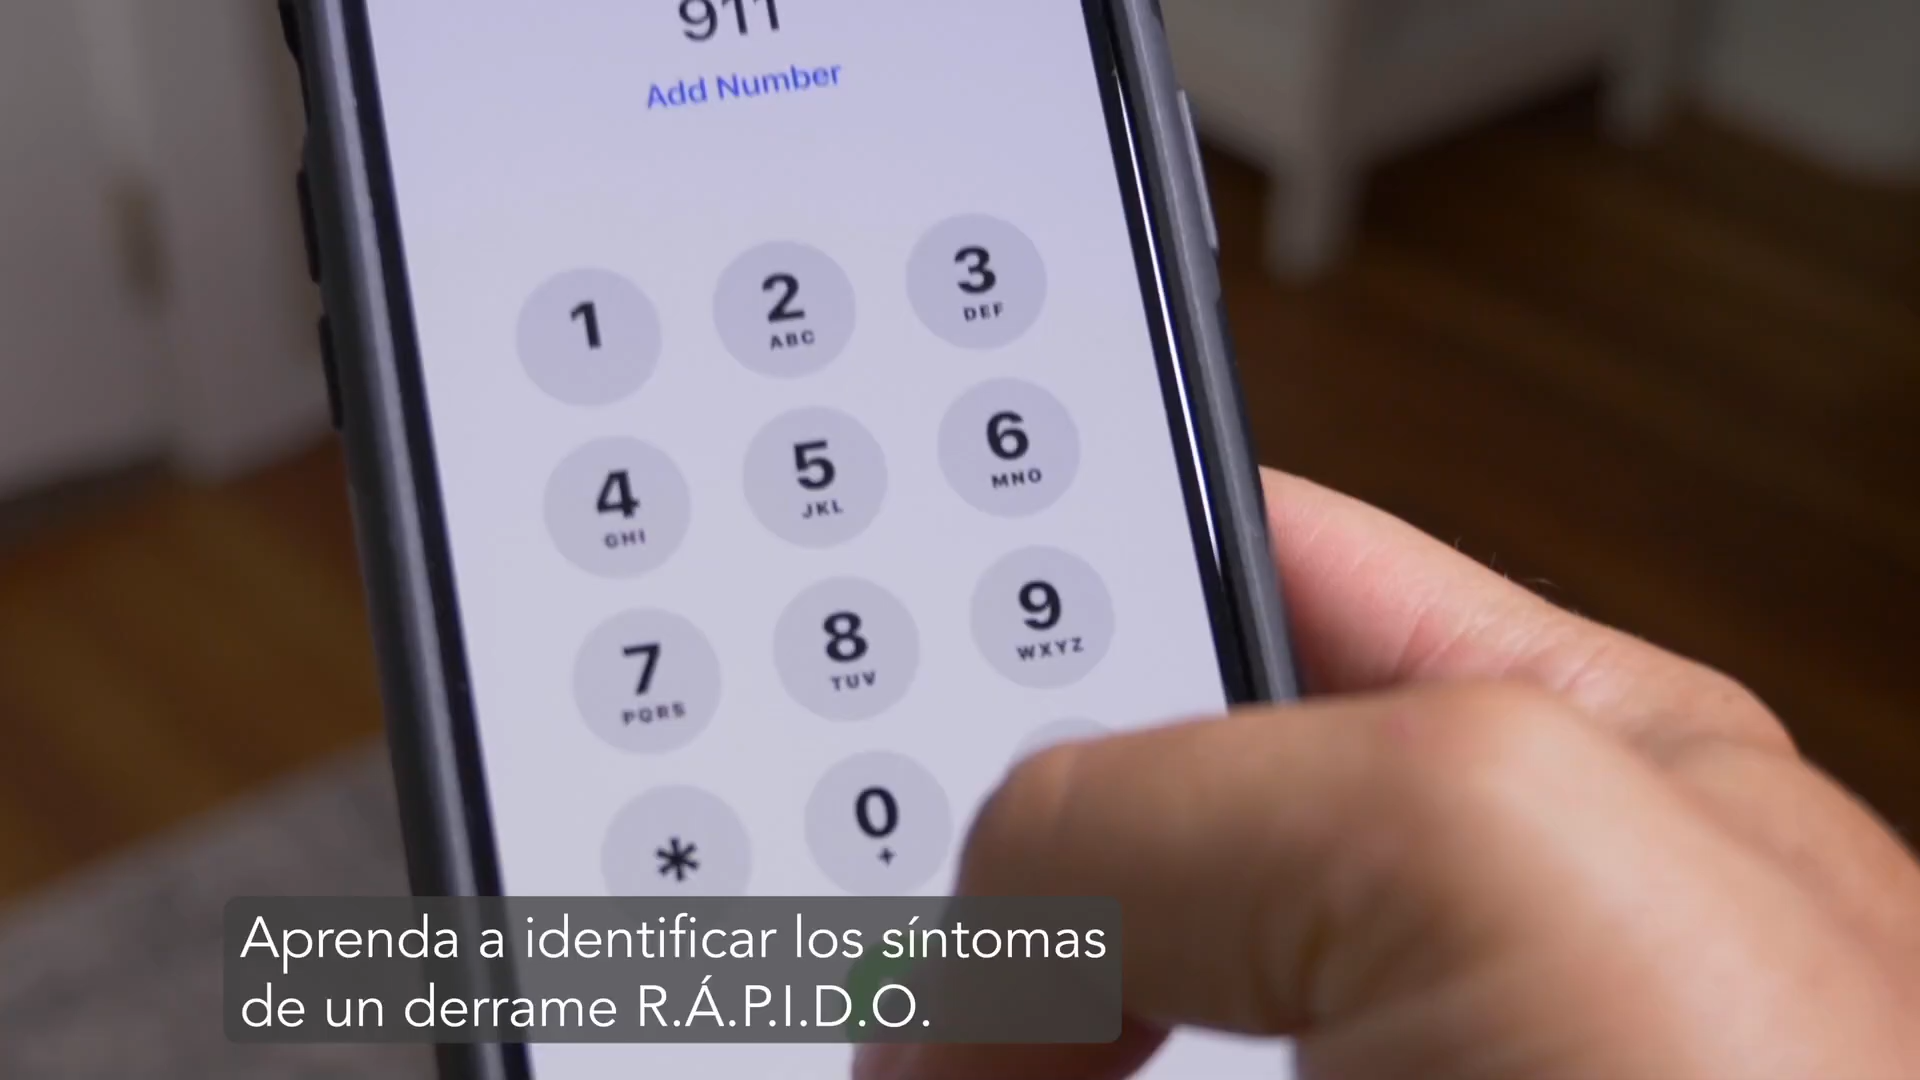 911
Add Number
1
2
ABC
3
DEF
4
GHI
5
JKL
6
MNO
7
PQRS
8
TUV
9
WXYZ
*
0
+
Aprenda a identificar los síntomas
de un derrame R.Á.P.I.D.O.